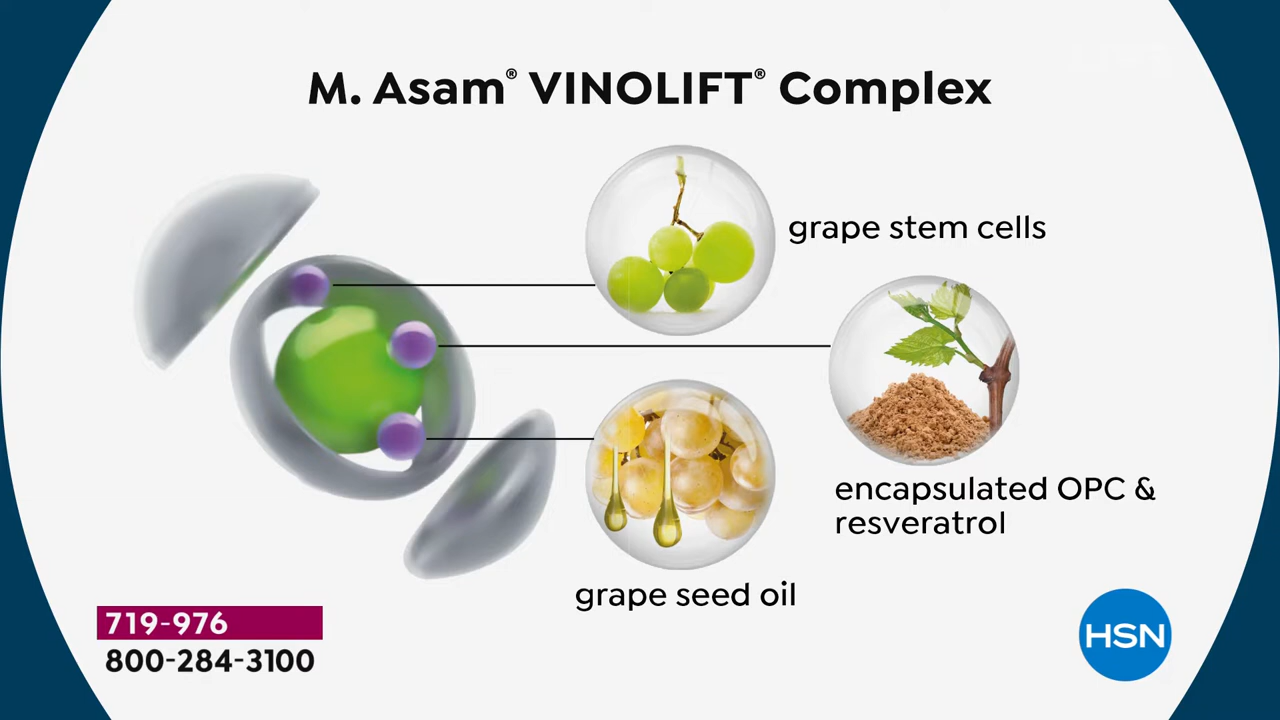 M. Asam® VINOLIFT® Complex
grape stem cells
encapsulated OPC &
resveratrol
grape seed oil
719-976
800-284-3100
HSN